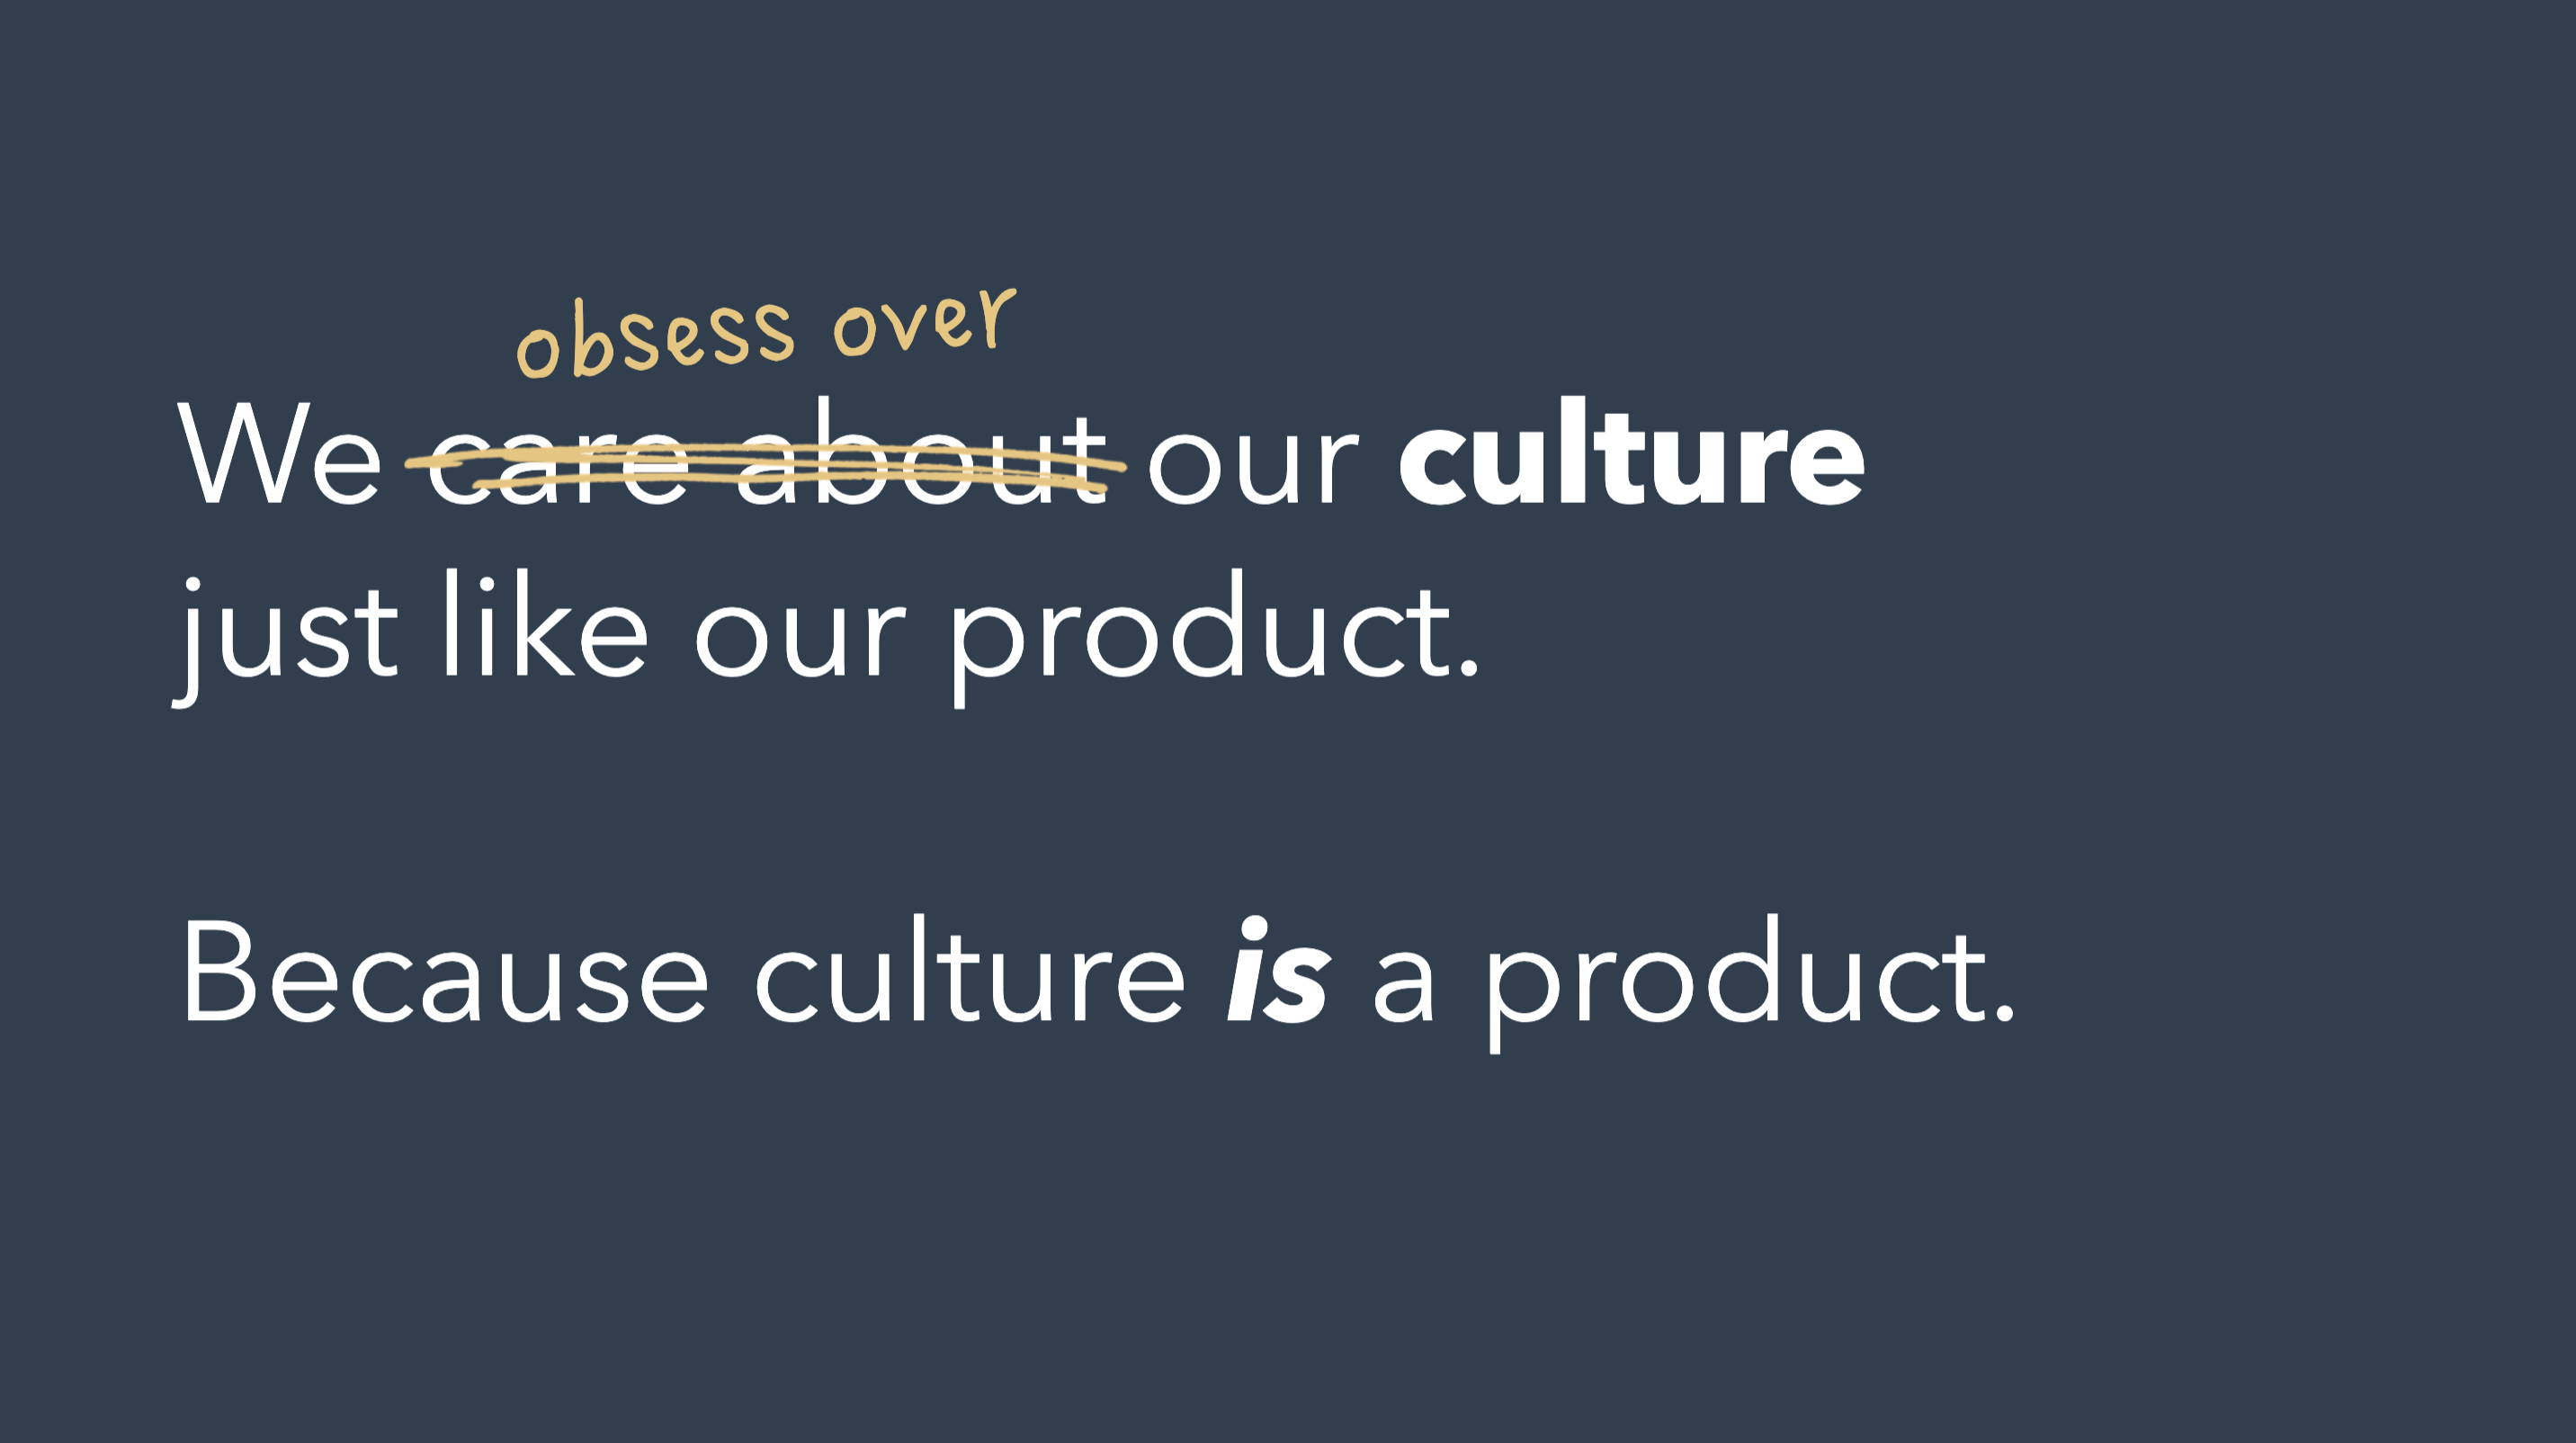 obsess over
We care about our culture
just like our product.
Because culture is a product.